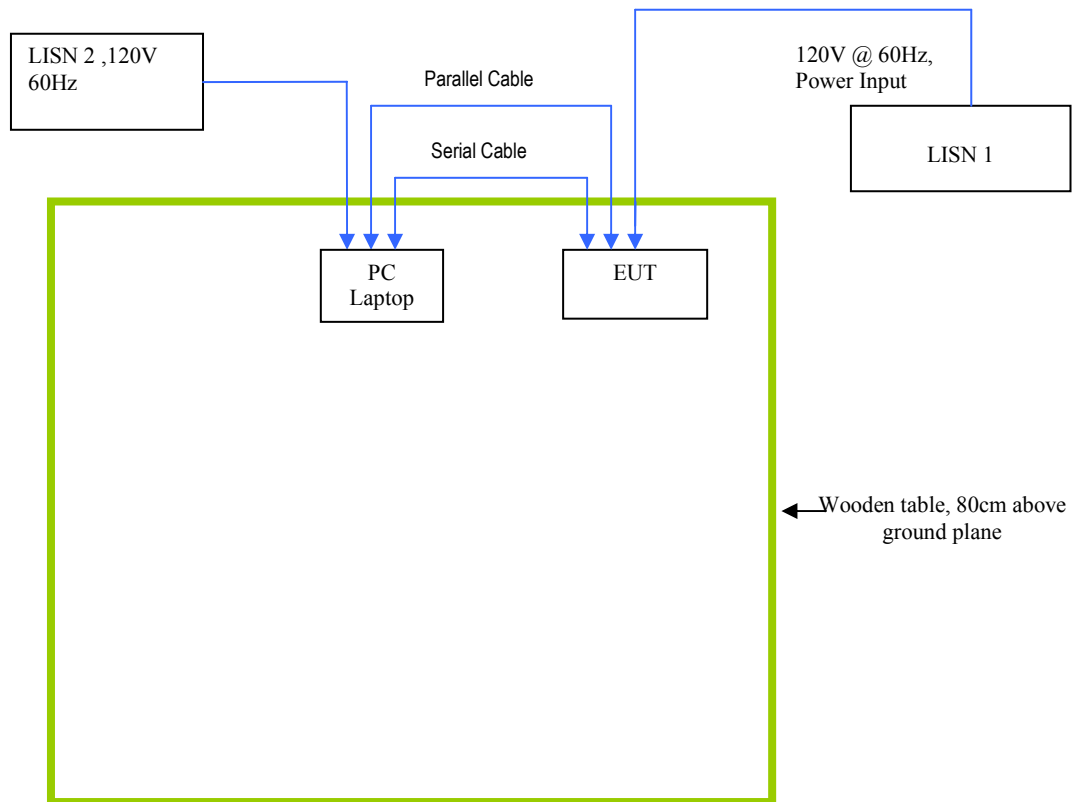 LISN 2 ,120V
60Hz
Parallel Cable
120V @ 60Hz,
Power Input
Serial Cable
LISN 1
PC
Laptop
EUT
Wooden table, 80cm above
ground plane